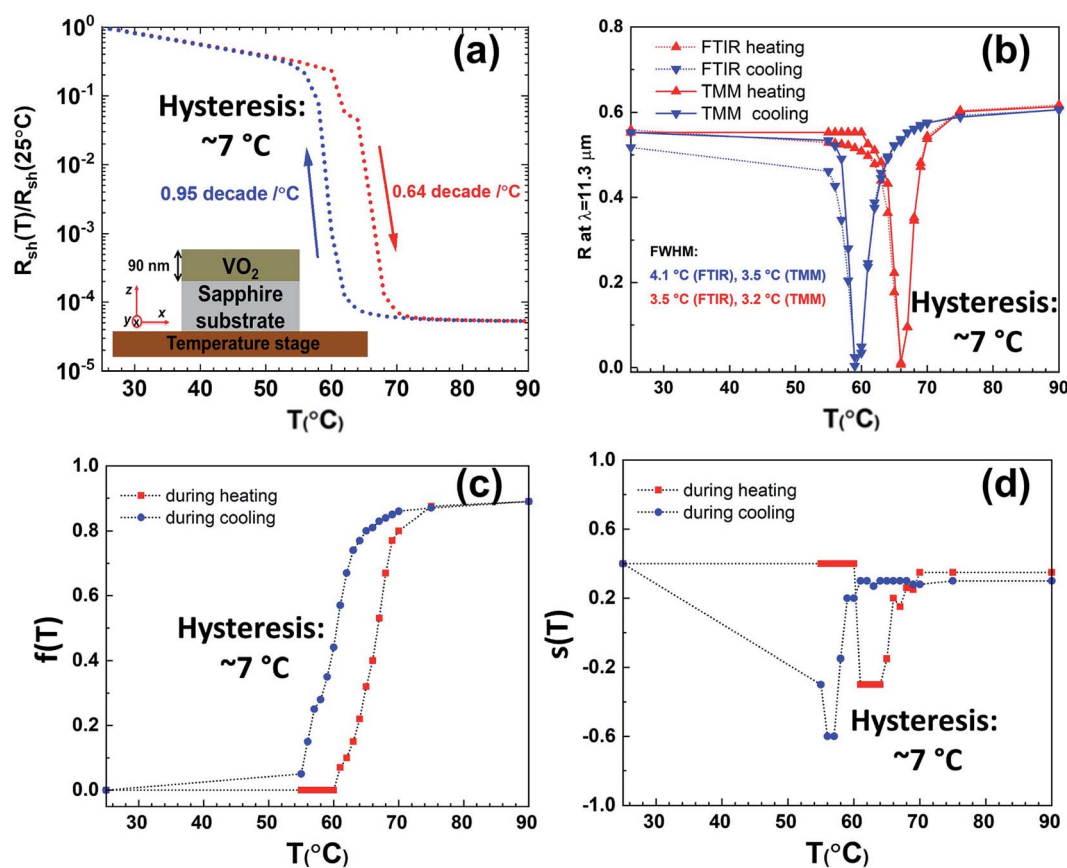 (a)
R_sh(T)/R_sh(25°C)
10^0
10^-1
10^-2
10^-3
10^-4
10^-5
Hysteresis:
~7 °C
0.95 decade /°C
0.64 decade /°C
90 nm
VO₂
Sapphire
substrate
Temperature stage
z
y
x
x
30 40 50 60 70 80 90
T(°C)
(b)
FTIR heating
FTIR cooling
TMM heating
TMM cooling
R at λ=11.3 μm
0.8
0.6
0.4
0.2
0.0
FWHM:
4.1 °C (FTIR), 3.5 °C (TMM)
3.5 °C (FTIR), 3.2 °C (TMM)
Hysteresis:
~7 °C
30 40 50 60 70 80 90
T(°C)
(c)
during heating
during cooling
f(T)
1.0
0.8
0.6
0.4
0.2
0.0
Hysteresis:
~7 °C
30 40 50 60 70 80 90
T(°C)
(d)
during heating
during cooling
s(T)
1.0
0.6
0.2
-0.2
-0.6
-1.0
Hysteresis:
~7 °C
30 40 50 60 70 80 90
T(°C)